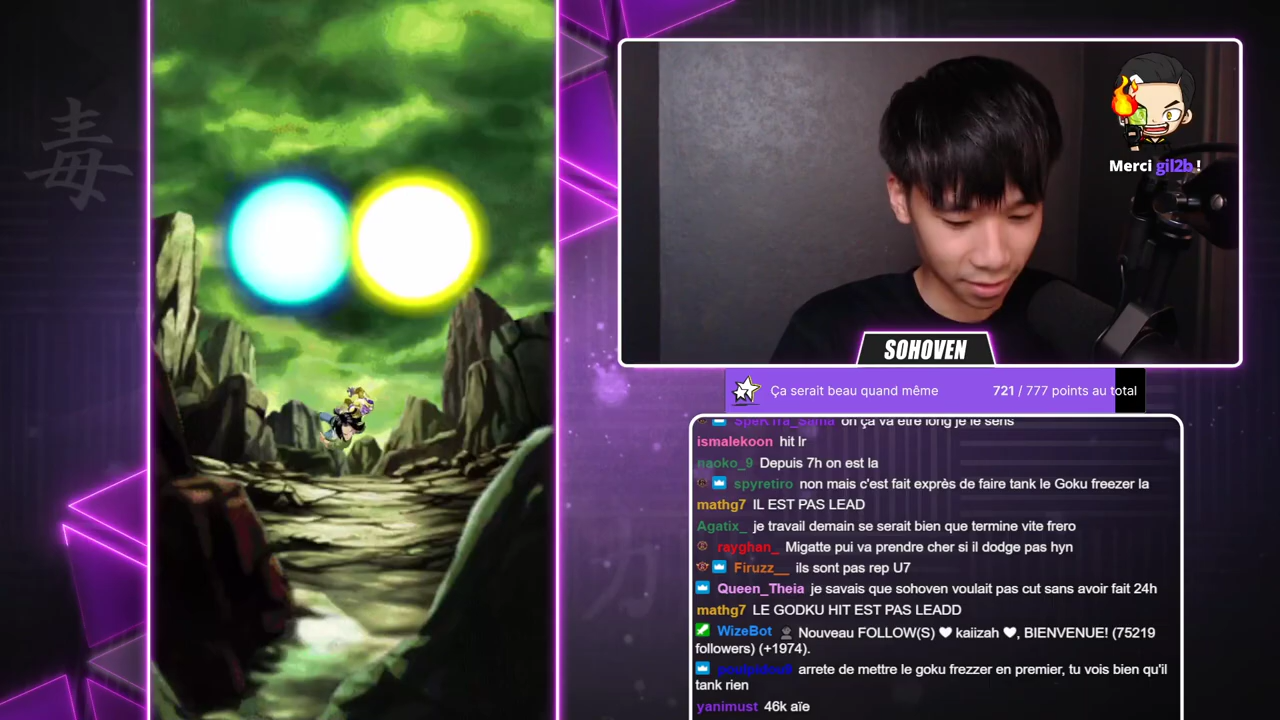 毒
Merci gil2b !
SOHOVEN
Ça serait beau quand même 721 / 777 points au total
SpeKTra_Sama on ça va être long je le sens
ismalekoon hit lr
naoko_9 Depuis 7h on est la
spyretiro non mais c'est fait exprès de faire tank le Goku freezer la
mathg7 IL EST PAS LEAD
Agatix_ je travail demain se serait bien que termine vite frero
rayghan_ Migatte pui va prendre cher si il dodge pas hyn
Firuzz__ ils sont pas rep U7
Queen_Theia je savais que sohoven voulait pas cut sans avoir fait 24h
mathg7 LE GODKU HIT EST PAS LEADD
WizeBot Nouveau FOLLOW(S) ♥ kaiizah ♥, BIENVENUE! (75219
followers) (+1974).
arrete de mettre le goku frezzer en premier, tu vois bien qu'il
tank rien
yanimust 46k aïe